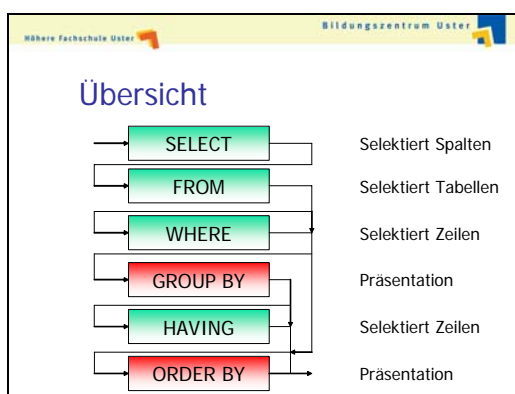 Höhere Fachschule Uster
Bildungszentrum Uster
Übersicht
SELECT Selektiert Spalten
FROM Selektiert Tabellen
WHERE Selektiert Zeilen
GROUP BY Präsentation
HAVING Selektiert Zeilen
ORDER BY Präsentation